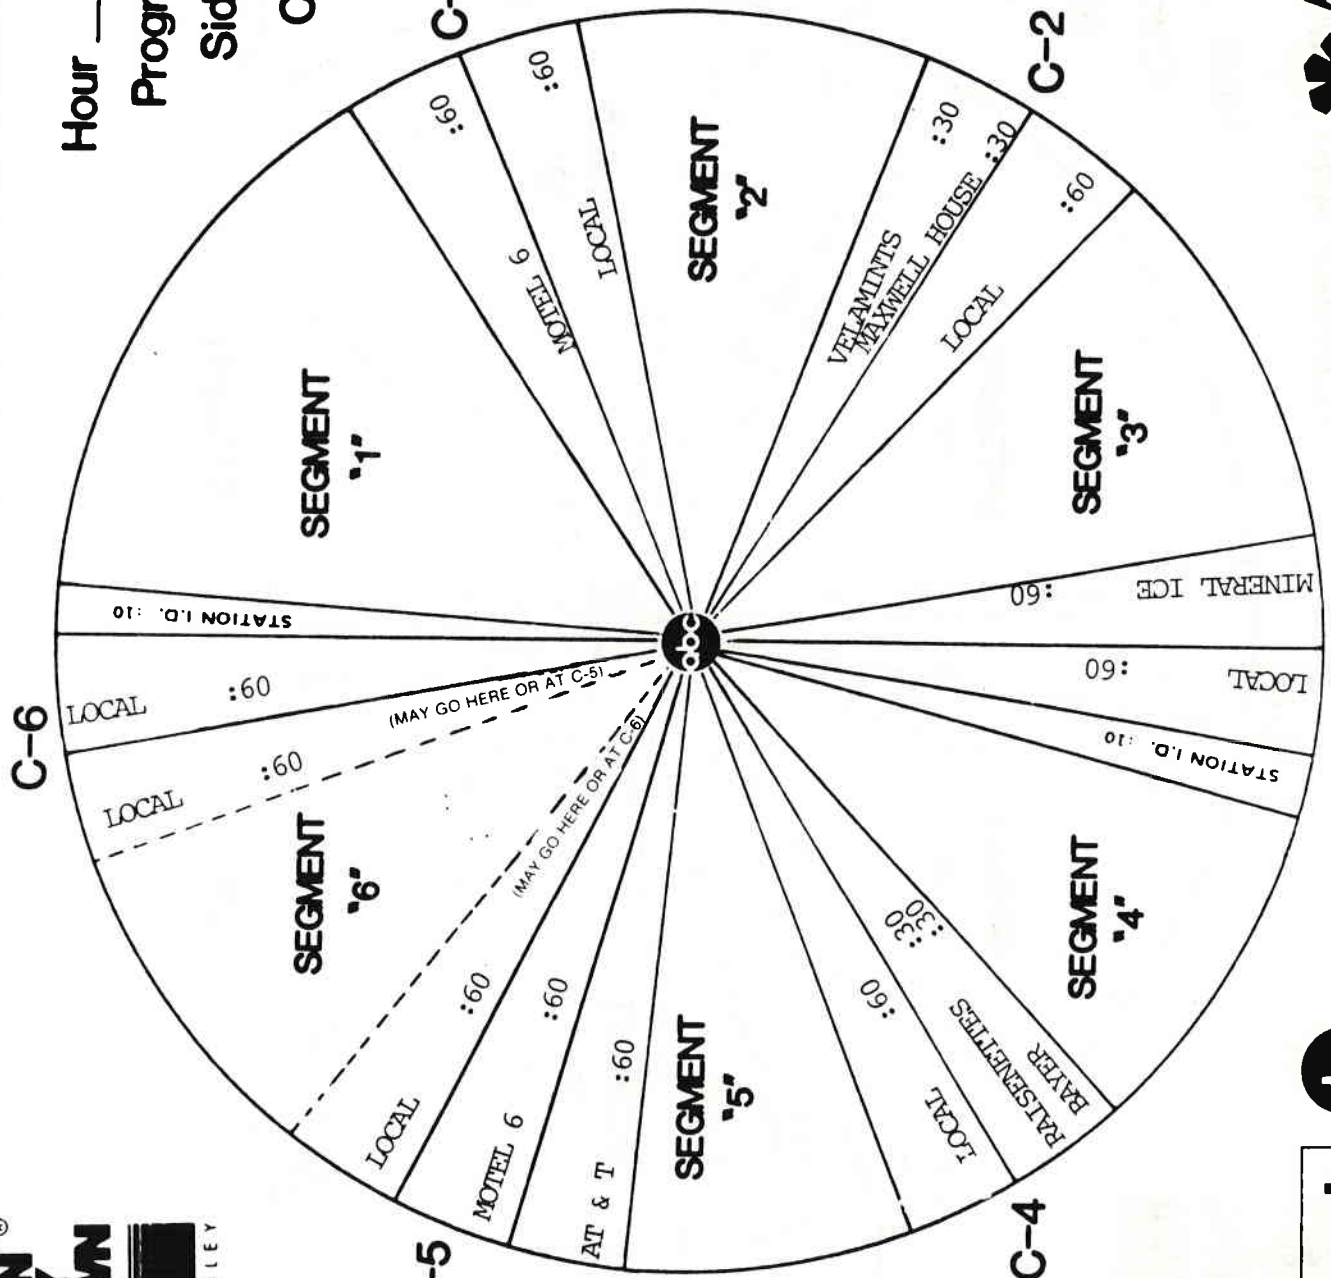 Hour
Progr
Sid
C-6
STATION I.D. :10
SEGMENT
"1"
MOTEL 6 :60
LOCAL :60
SEGMENT
"2"
VELAMINTS :30
MAXWELL HOUSE :30
C-2
LOCAL :60
SEGMENT
"3"
MINERAL ICE :60
LOCAL :60
STATION I.D. :10
SEGMENT
"4"
BAYER :30
RAISENETTES :30
C-4
LOCAL :60
SEGMENT
"5"
AT & T :60
MOTEL 6 :60
-5
LOCAL :60
(MAY GO HERE OR AT C-6)
SEGMENT
"6"
LOCAL :60
(MAY GO HERE OR AT C-5)
LOCAL :60
abc